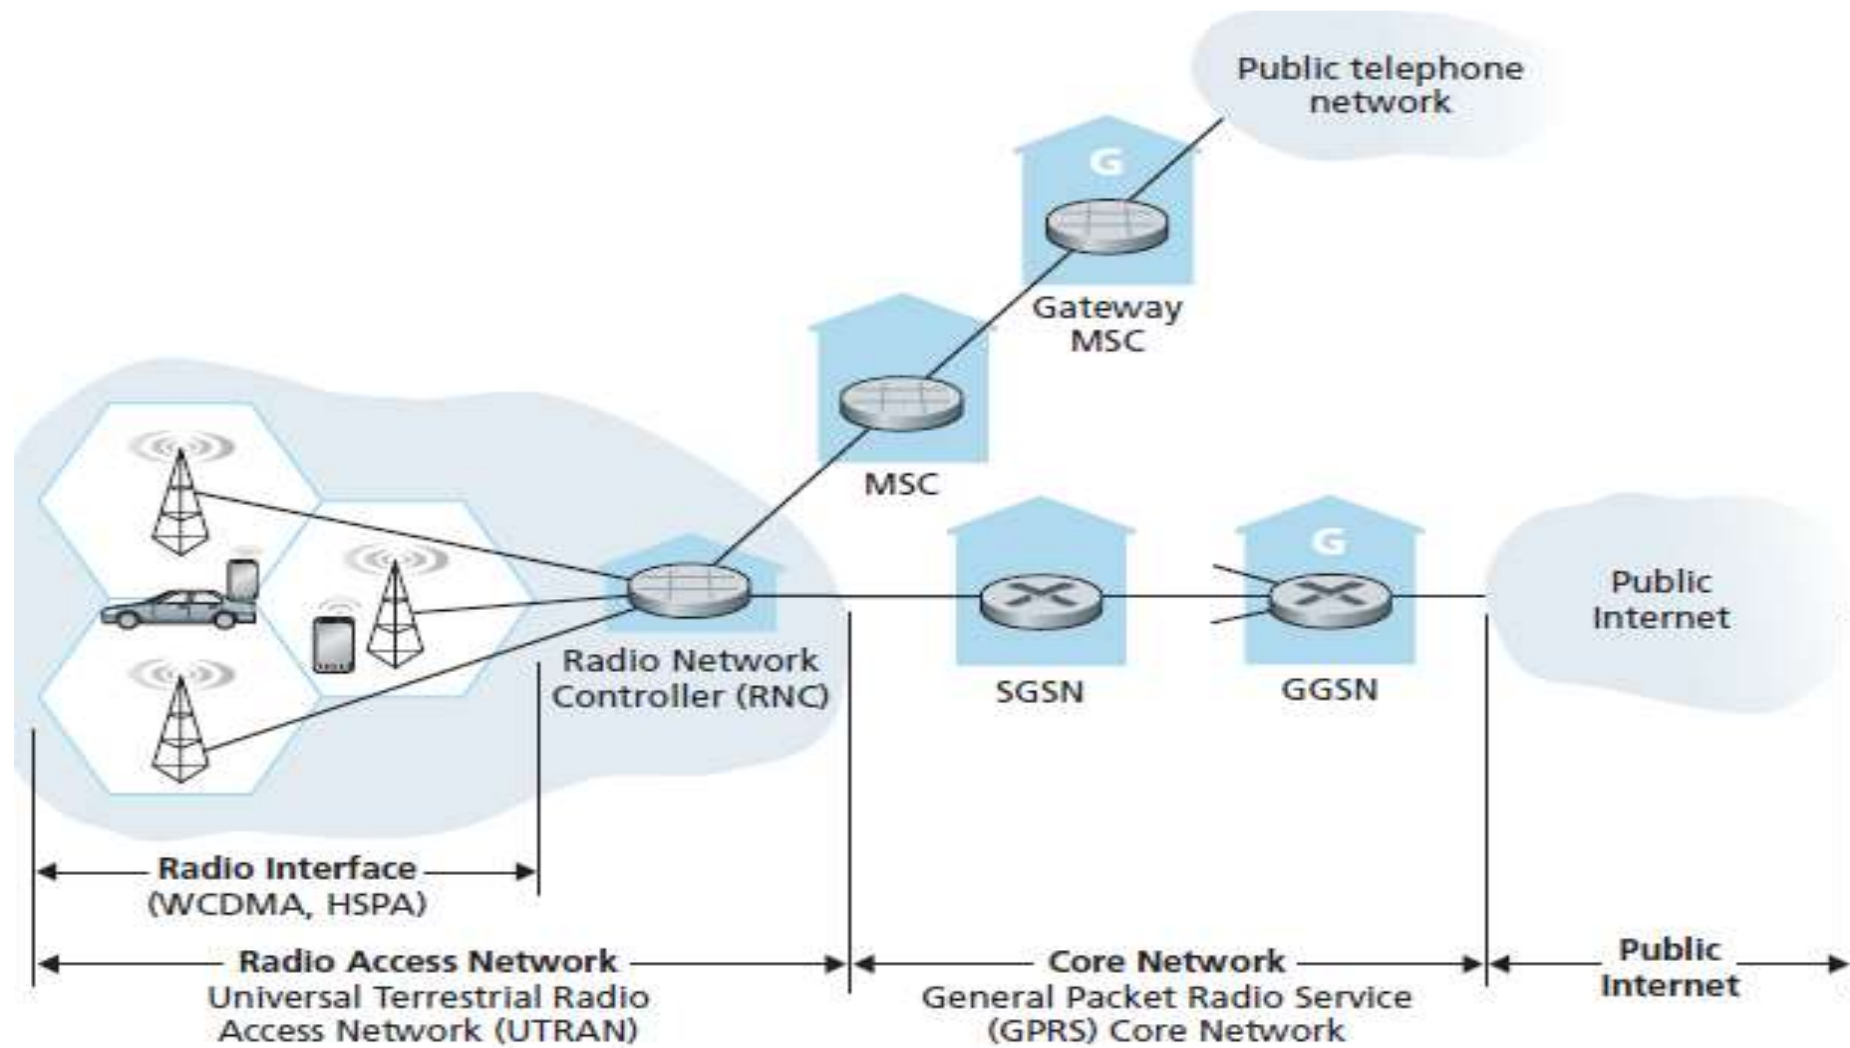 Public telephone
network
G
Gateway
MSC
MSC
G
Public
Internet
Radio Network
Controller (RNC)
SGSN
GGSN
Radio Interface
(WCDMA, HSPA)
Radio Access Network
Universal Terrestrial Radio
Access Network (UTRAN)
Core Network
General Packet Radio Service
(GPRS) Core Network
Public
Internet